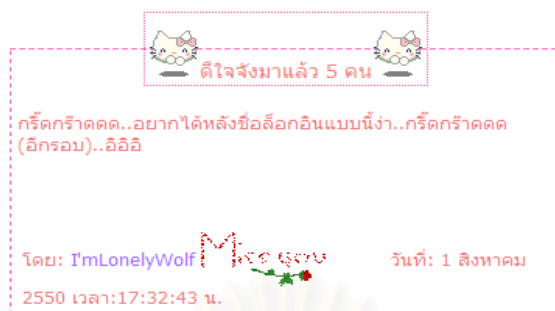 ดีใจจังมาแล้ว 5 คน
กรี๊ดกร๊าดดด..อยากได้หลังชื่อล็อกอินแบบนี้ง่า..กรี๊ดกร๊าดดด
(อีกรอบ)..อิอิอิ
โดย: I'mLonelyWolf Miss you วันที่: 1 สิงหาคม
2550 เวลา:17:32:43 น.